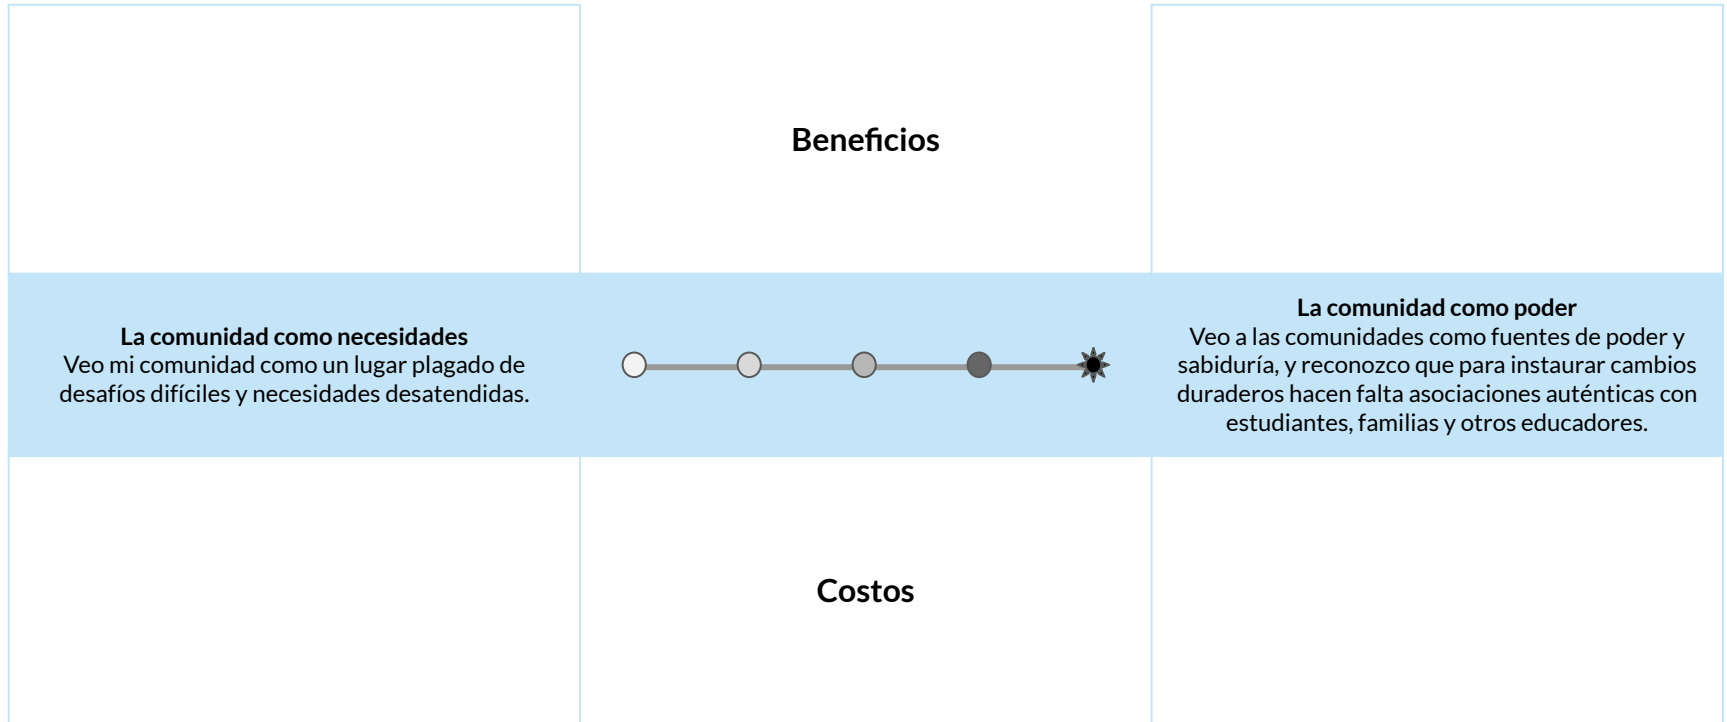 Beneficios
La comunidad como necesidades
Veo mi comunidad como un lugar plagado de
desafíos difíciles y necesidades desatendidas.
La comunidad como poder
Veo a las comunidades como fuentes de poder y
sabiduría, y reconozco que para instaurar cambios
duraderos hacen falta asociaciones auténticas con
estudiantes, familias y otros educadores.
Costos